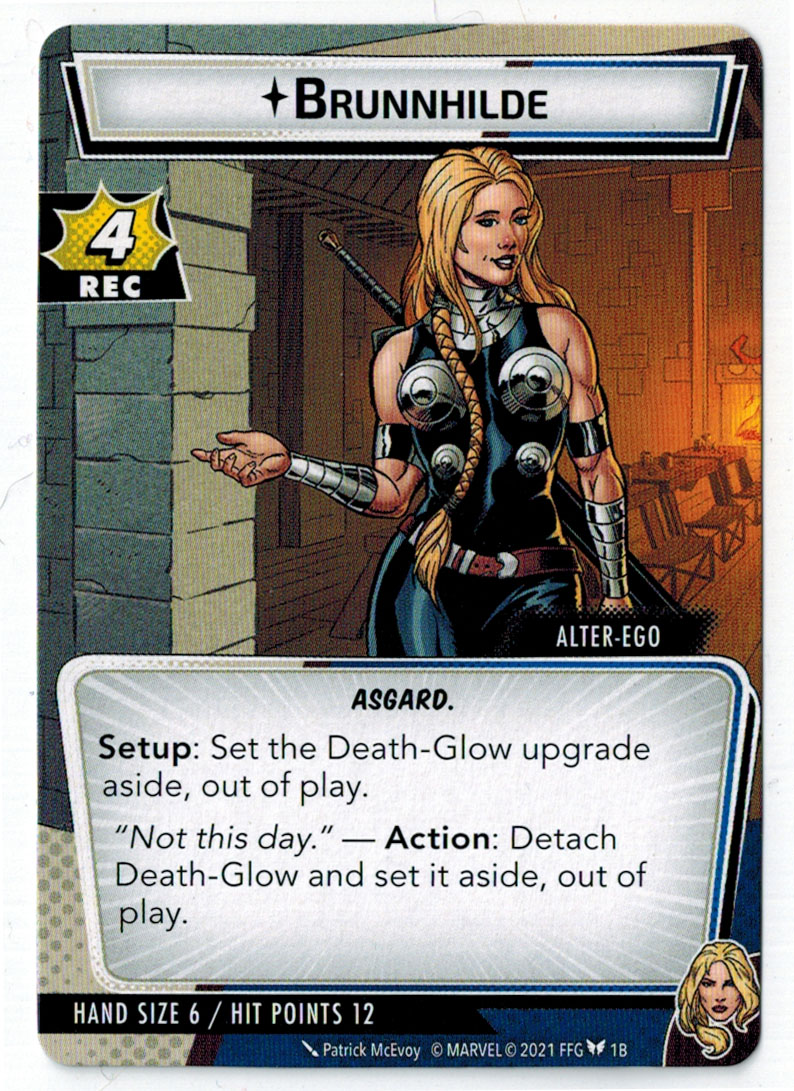 BRUNNHILDE
4
REC
ALTER-EGO
ASGARD.
Setup: Set the Death-Glow upgrade
aside, out of play.
“Not this day.” — Action: Detach
Death-Glow and set it aside, out of
play.
HAND SIZE 6 / HIT POINTS 12
Patrick McEvoy © MARVEL © 2021 FFG 1B